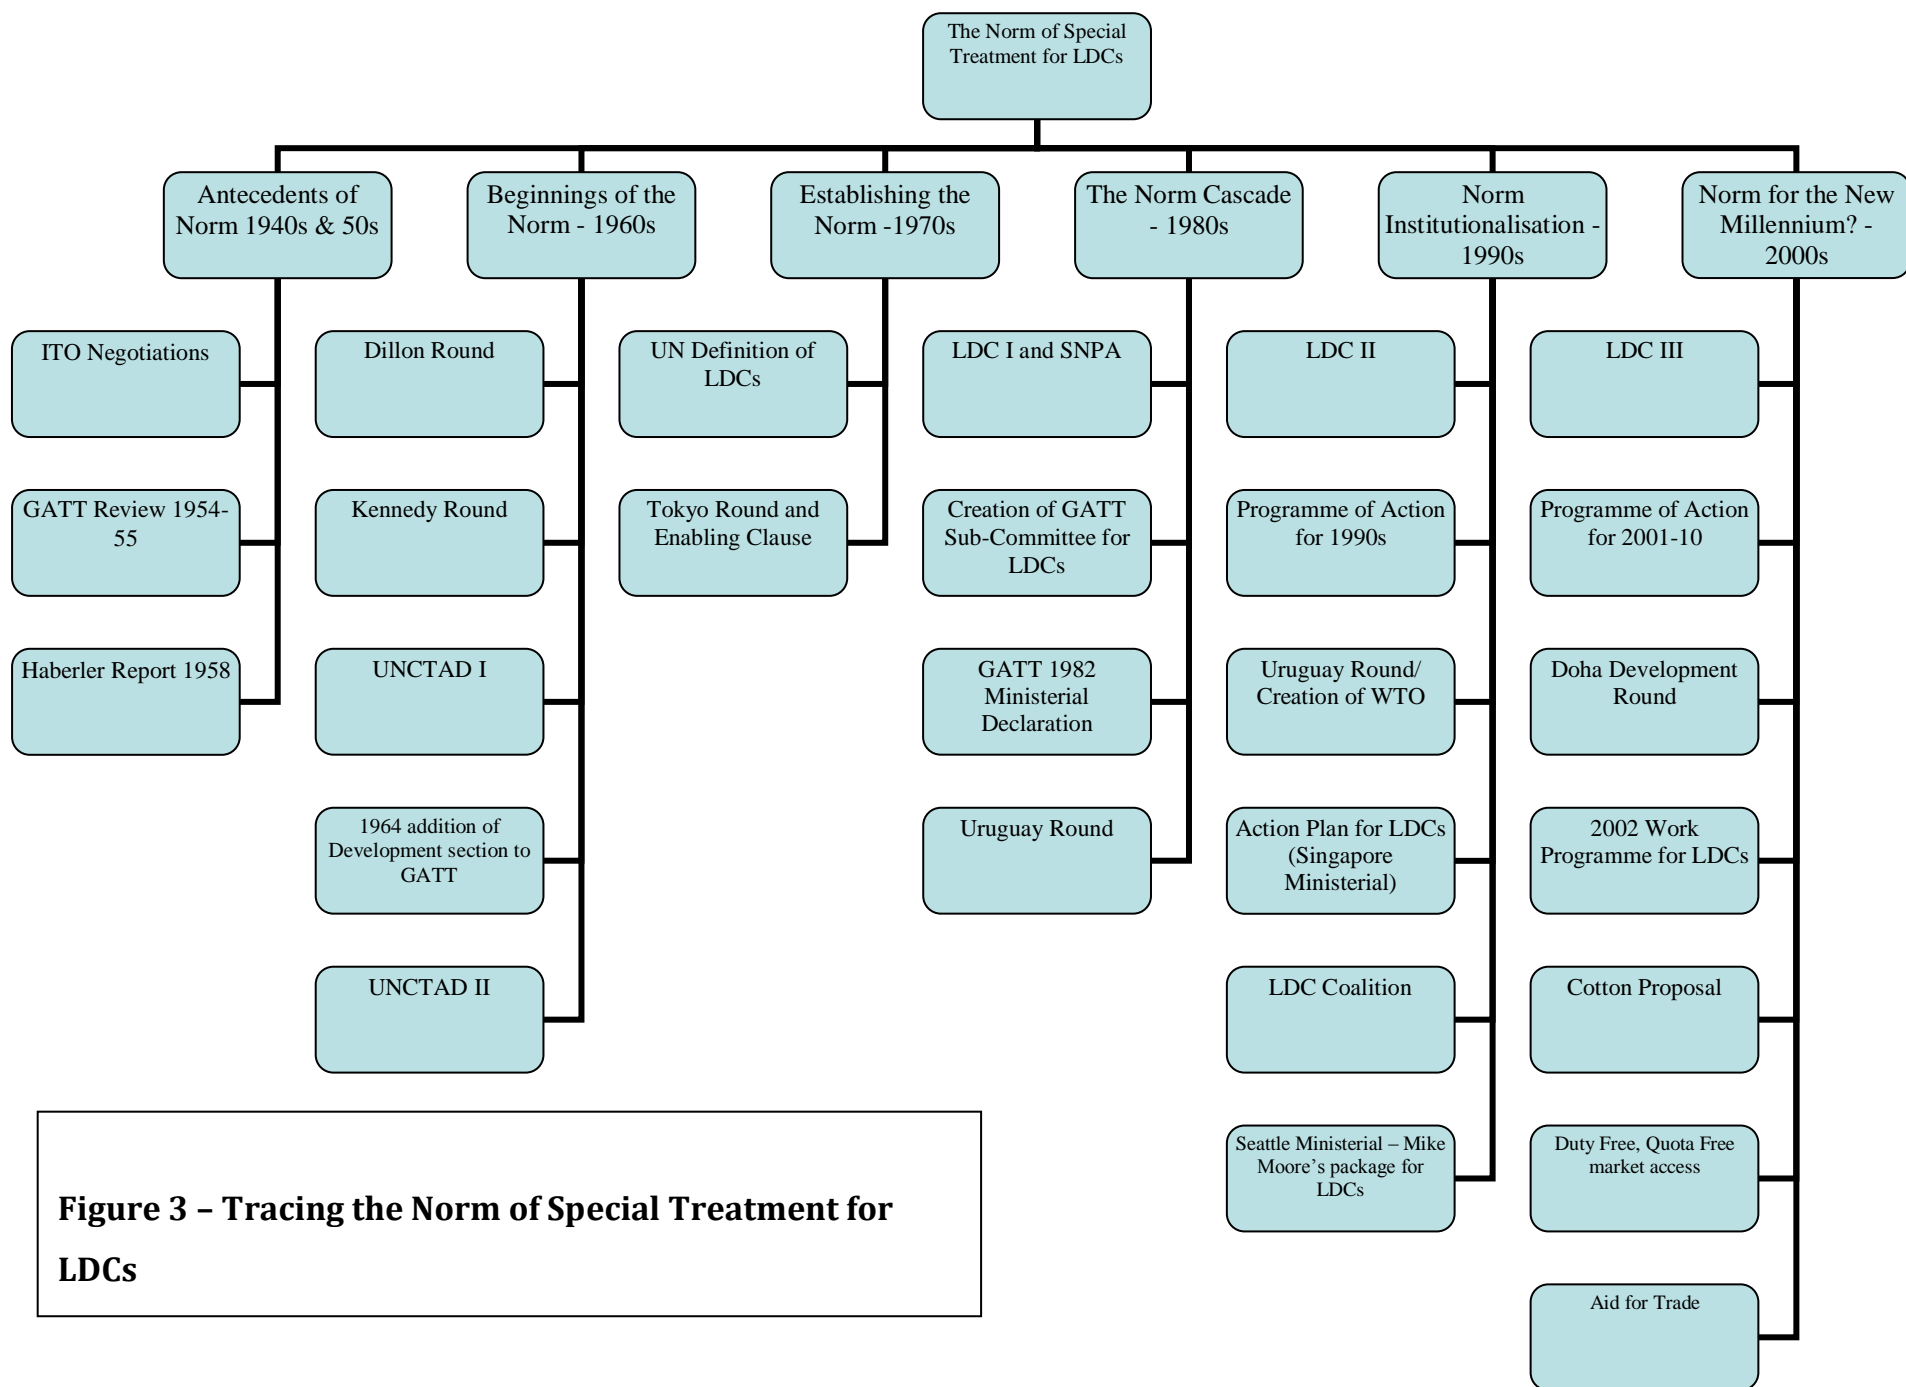 The Norm of Special
Treatment for LDCs
Antecedents of
Norm 1940s & 50s
ITO Negotiations
GATT Review 1954-
55
Haberler Report 1958
Beginnings of the
Norm - 1960s
Dillon Round
Kennedy Round
UNCTAD I
1964 addition of
Development section to
GATT
UNCTAD II
Establishing the
Norm -1970s
UN Definition of
LDCs
Tokyo Round and
Enabling Clause
The Norm Cascade
- 1980s
LDC I and SNPA
Creation of GATT
Sub-Committee for
LDCs
GATT 1982
Ministerial
Declaration
Uruguay Round
Norm
Institutionalisation -
1990s
LDC II
Programme of Action
for 1990s
Uruguay Round/
Creation of WTO
Action Plan for LDCs
(Singapore
Ministerial)
LDC Coalition
Seattle Ministerial – Mike
Moore’s package for
LDCs
Norm for the New
Millennium? -
2000s
LDC III
Programme of Action
for 2001-10
Doha Development
Round
2002 Work
Programme for LDCs
Cotton Proposal
Duty Free, Quota Free
market access
Aid for Trade
Figure 3 – Tracing the Norm of Special Treatment for
LDCs